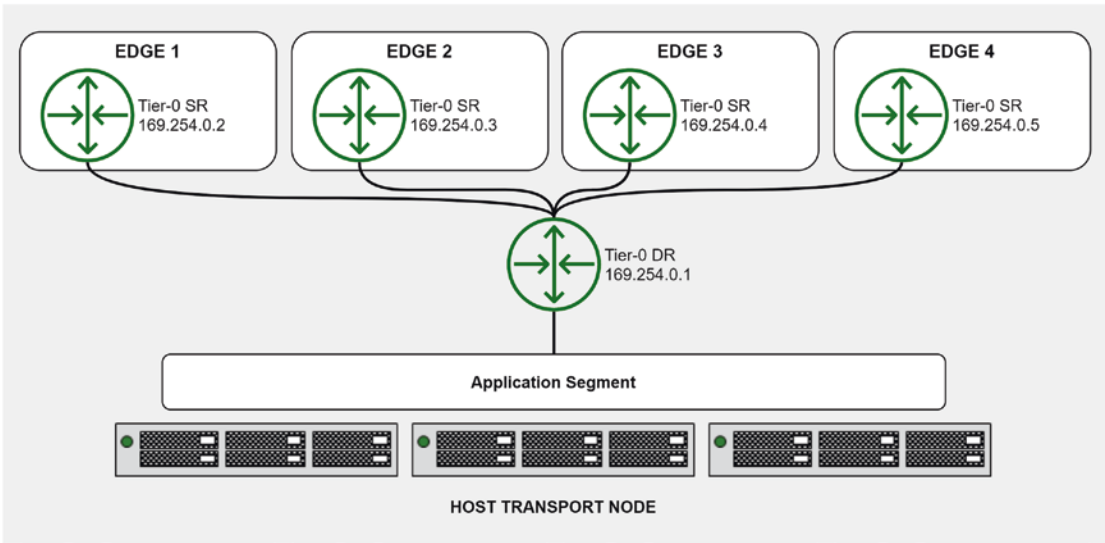 EDGE 1
Tier-0 SR
169.254.0.2
EDGE 2
Tier-0 SR
169.254.0.3
EDGE 3
Tier-0 SR
169.254.0.4
EDGE 4
Tier-0 SR
169.254.0.5
Tier-0 DR
169.254.0.1
Application Segment
HOST TRANSPORT NODE